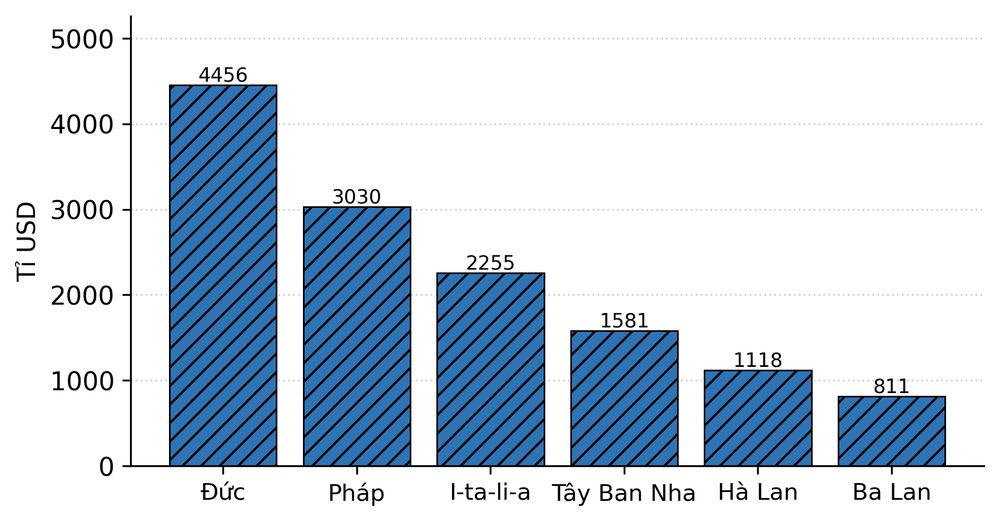 Tỉ USD
5000
4000
3000
2000
1000
0
4456
3030
2255
1581
1118
811
Đức
Pháp
I-ta-li-a
Tây Ban Nha
Hà Lan
Ba Lan